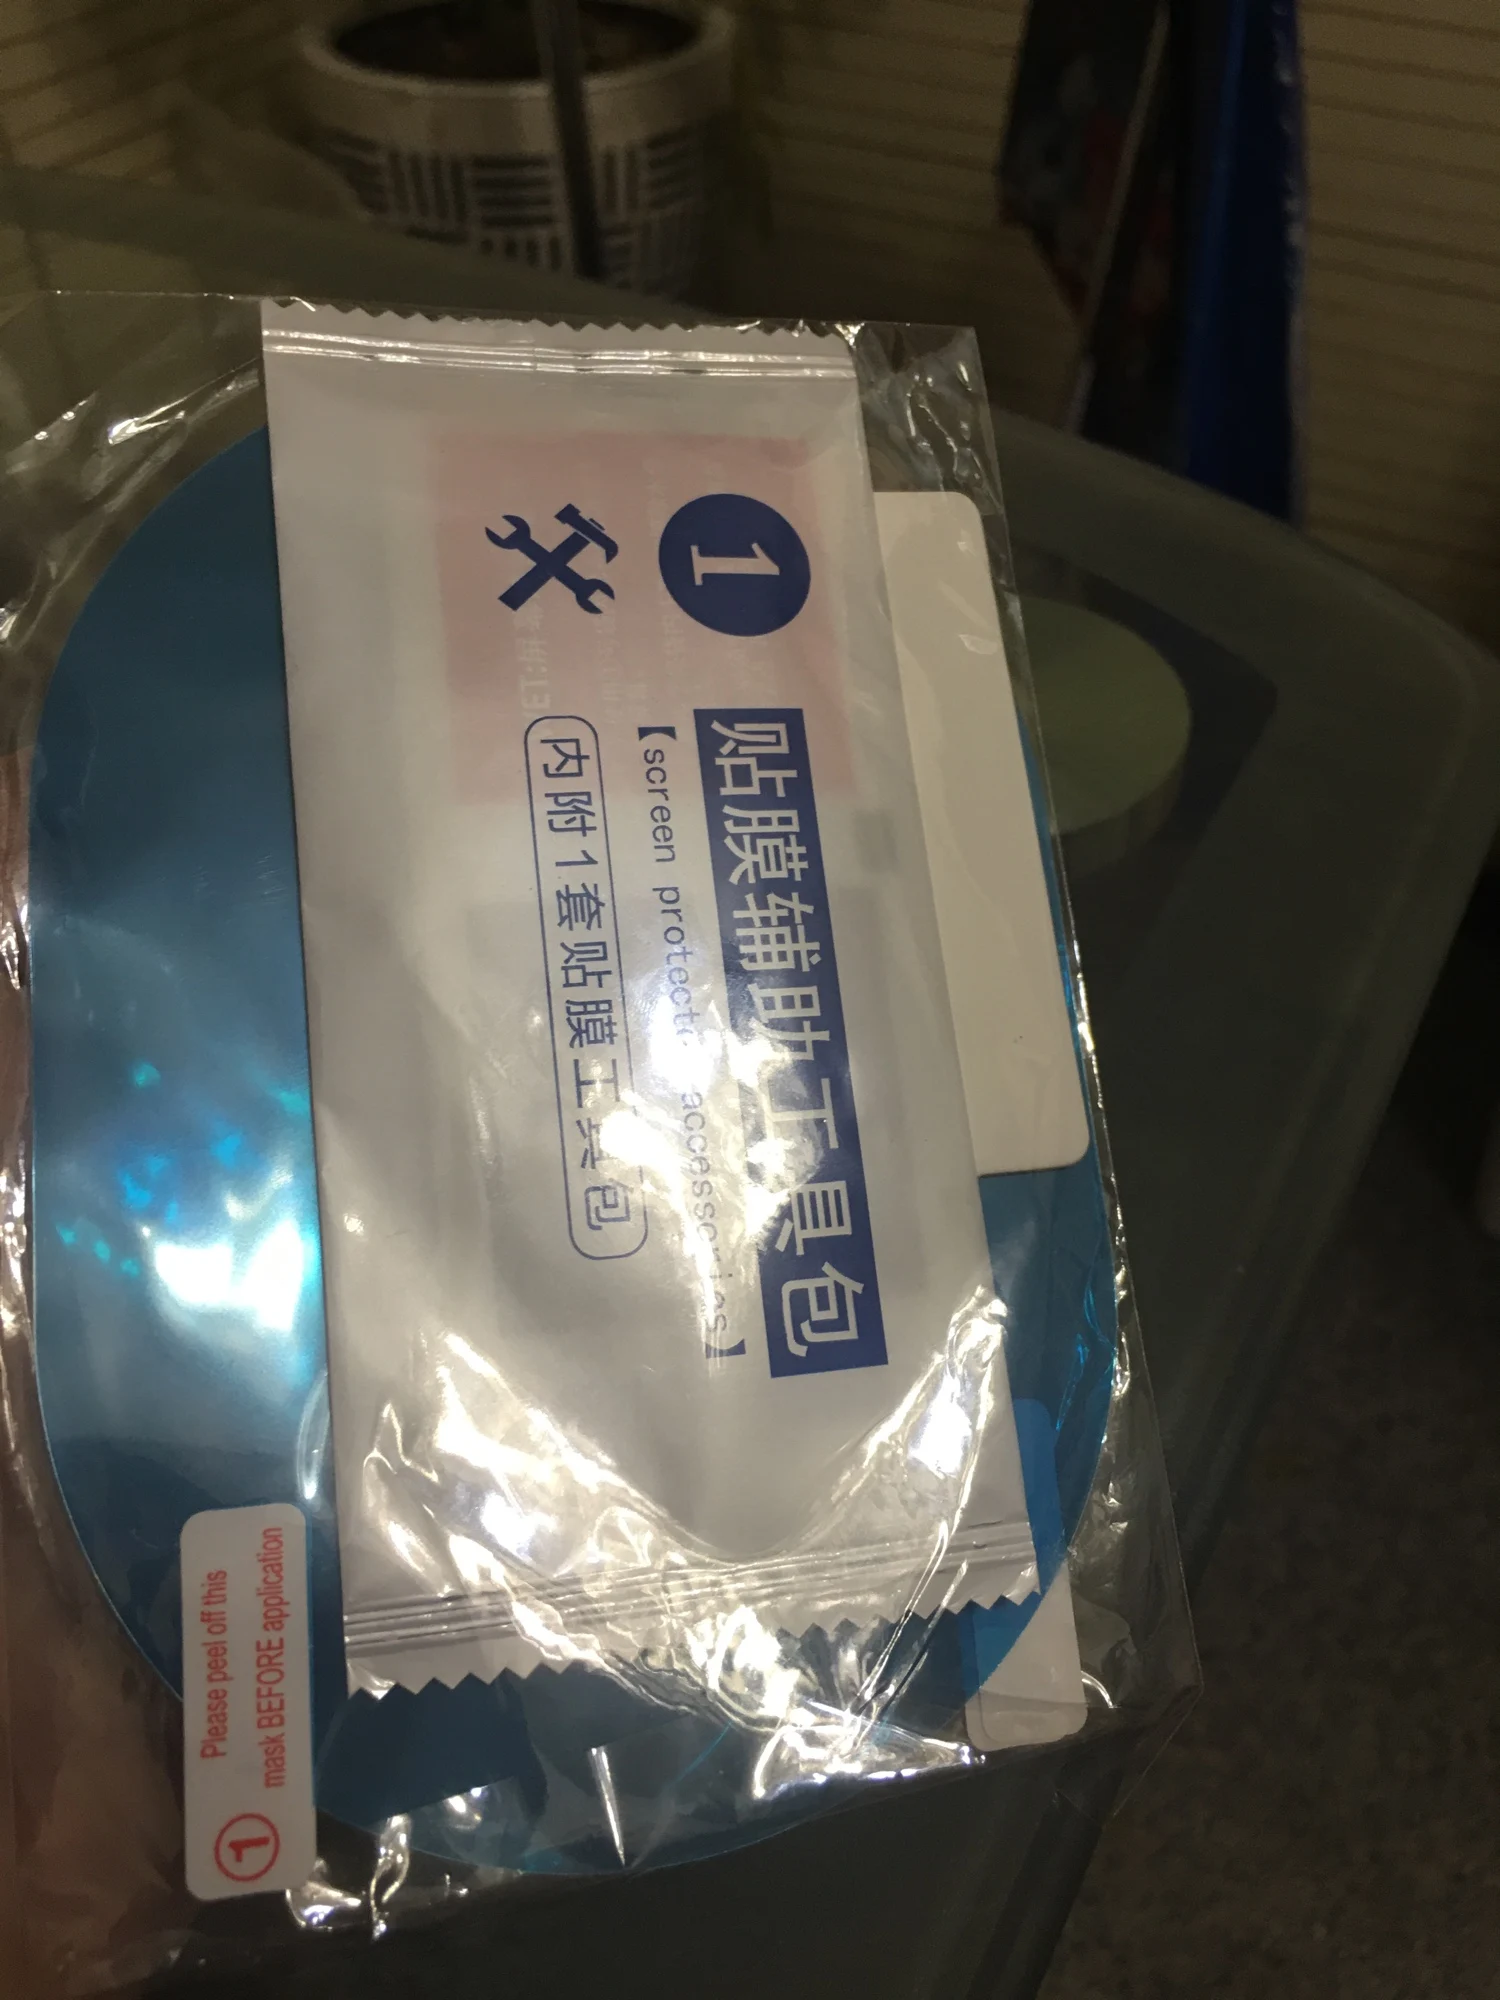 1
贴膜辅助工具包
【screen protector accessories】
内附1套贴膜工具包
1
Please peel off this
mask BEFORE application